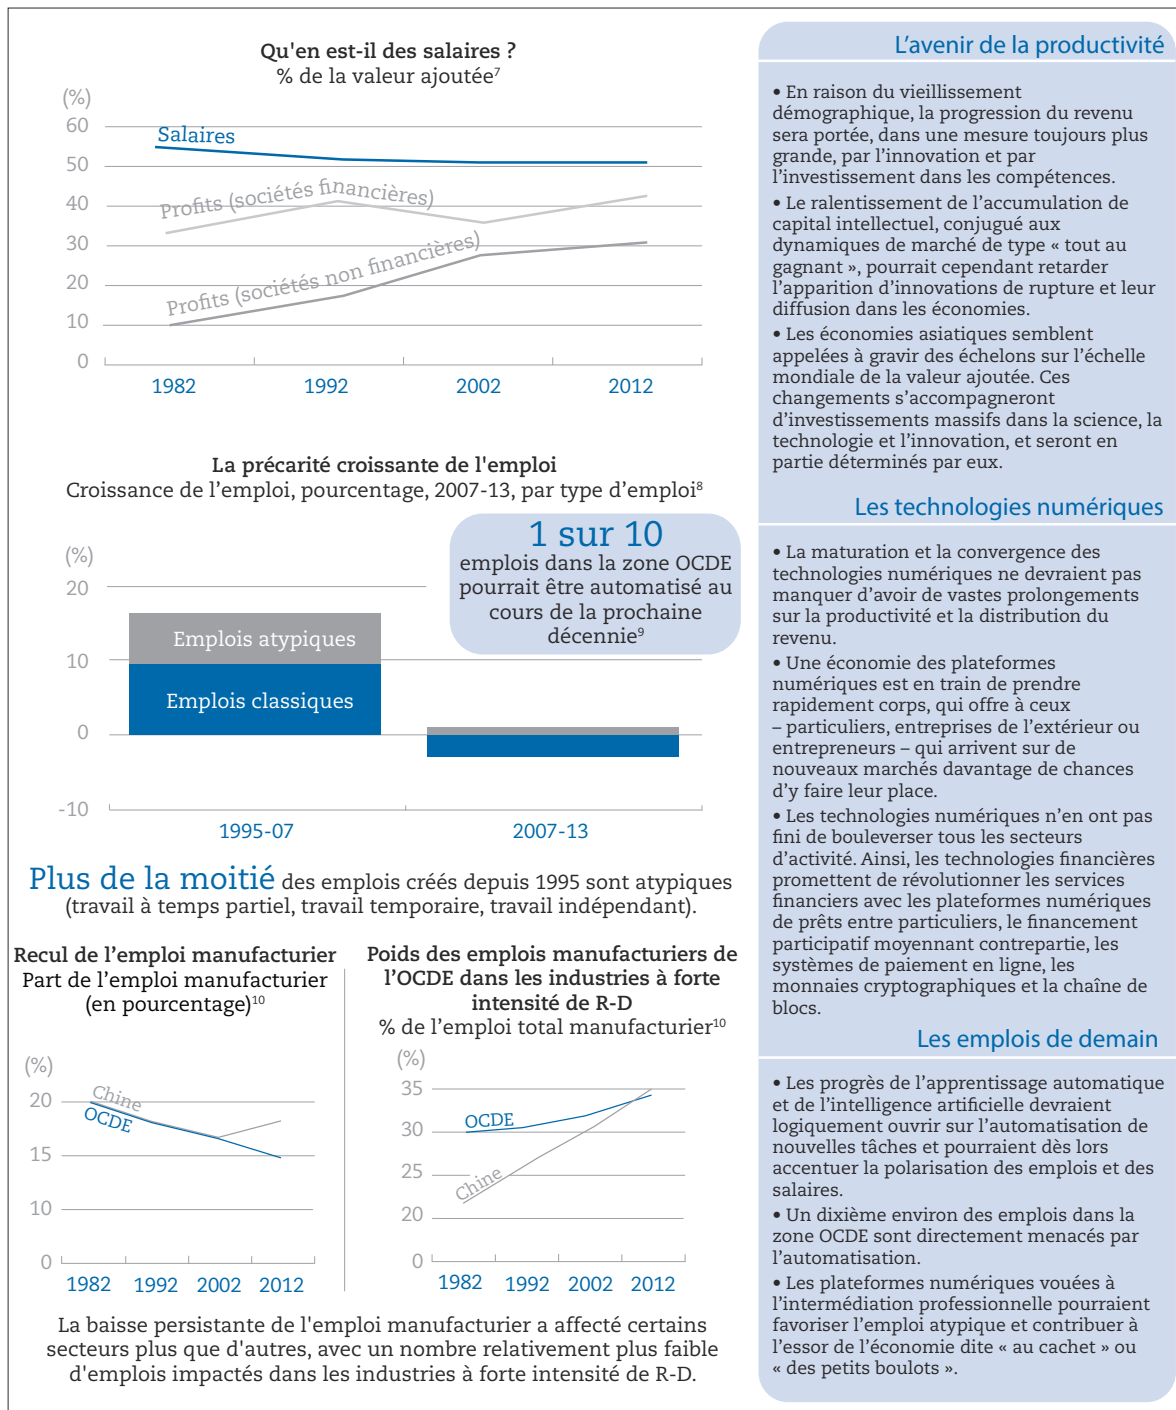 Qu'en est-il des salaires ?
% de la valeur ajoutée7
(%)
60
50
40
30
20
10
0
Salaires
Profits (sociétés financières)
Profits (sociétés non financières)
1982
1992
2002
2012
La précarité croissante de l'emploi
Croissance de l’emploi, pourcentage, 2007-13, par type d’emploi8
1 sur 10
emplois dans la zone OCDE
pourrait être automatisé au
cours de la prochaine
décennie9
(%)
20
10
0
-10
Emplois atypiques
Emplois classiques
1995-07
2007-13
Plus de la moitié des emplois créés depuis 1995 sont atypiques
(travail à temps partiel, travail temporaire, travail indépendant).
Recul de l’emploi manufacturier
Part de l’emploi manufacturier
(en pourcentage)10
(%)
20
15
10
0
Chine
OCDE
1982
1992
2002
2012
Poids des emplois manufacturiers de
l’OCDE dans les industries à forte
intensité de R-D
% de l’emploi total manufacturier10
(%)
35
30
25
20
0
OCDE
Chine
1982
1992
2002
2012
La baisse persistante de l'emploi manufacturier a affecté certains
secteurs plus que d'autres, avec un nombre relativement plus faible
d'emplois impactés dans les industries à forte intensité de R-D.
L’avenir de la productivité
• En raison du vieillissement
démographique, la progression du revenu
sera portée, dans une mesure toujours plus
grande, par l’innovation et par
l’investissement dans les compétences.
• Le ralentissement de l’accumulation de
capital intellectuel, conjugué aux
dynamiques de marché de type « tout au
gagnant », pourrait cependant retarder
l’apparition d’innovations de rupture et leur
diffusion dans les économies.
• Les économies asiatiques semblent
appelées à gravir des échelons sur l’échelle
mondiale de la valeur ajoutée. Ces
changements s’accompagneront
d’investissements massifs dans la science, la
technologie et l’innovation, et seront en
partie déterminés par eux.
Les technologies numériques
• La maturation et la convergence des
technologies numériques ne devraient pas
manquer d’avoir de vastes prolongements
sur la productivité et la distribution du
revenu.
• Une économie des plateformes
numériques est en train de prendre
rapidement corps, qui offre à ceux
– particuliers, entreprises de l’extérieur ou
entrepreneurs – qui arrivent sur de
nouveaux marchés davantage de chances
d’y faire leur place.
• Les technologies numériques n’en ont pas
fini de bouleverser tous les secteurs
d’activité. Ainsi, les technologies financières
promettent de révolutionner les services
financiers avec les plateformes numériques
de prêts entre particuliers, le financement
participatif moyennant contrepartie, les
systèmes de paiement en ligne, les
monnaies cryptographiques et la chaîne de
blocs.
Les emplois de demain
• Les progrès de l’apprentissage automatique
et de l’intelligence artificielle devraient
logiquement ouvrir sur l’automatisation de
nouvelles tâches et pourraient dès lors
accentuer la polarisation des emplois et des
salaires.
• Un dixième environ des emplois dans la
zone OCDE sont directement menacés par
l’automatisation.
• Les plateformes numériques vouées à
l’intermédiation professionnelle pourraient
favoriser l’emploi atypique et contribuer à
l’essor de l’économie dite « au cachet » ou
« des petits boulots ».